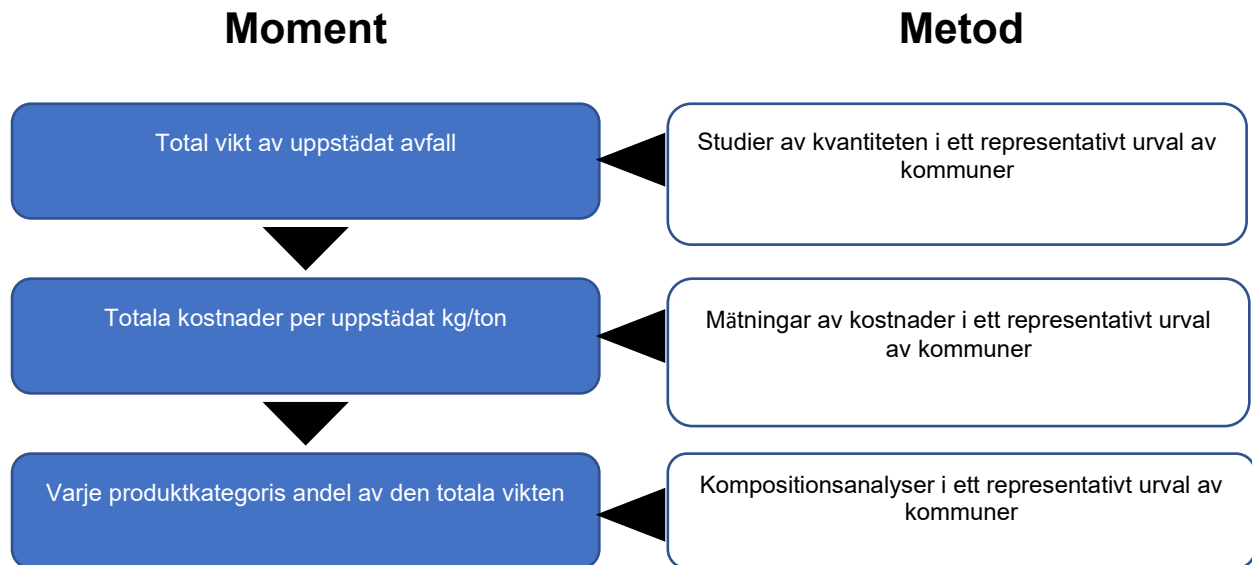 Moment
Metod
Total vikt av uppstädat avfall
Studier av kvantiteten i ett representativt urval av
kommuner
Totala kostnader per uppstädat kg/ton
Mätningar av kostnader i ett representativt urval
av kommuner
Varje produktkategoris andel av den totala vikten
Kompositionsanalyser i ett representativt urval av
kommuner